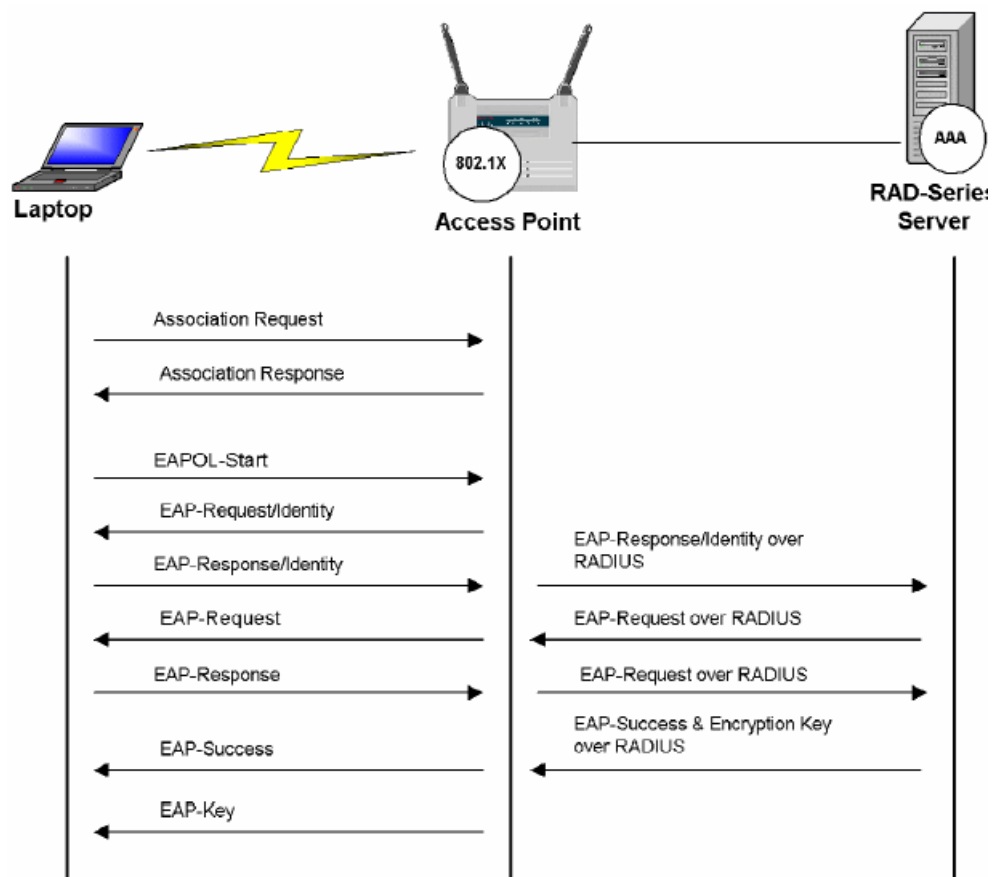 802.1X
AAA
Laptop
Access Point
RAD-Series
Server
Association Request
Association Response
EAPOL-Start
EAP-Request/Identity
EAP-Response/Identity over
RADIUS
EAP-Response/Identity
EAP-Request
EAP-Request over RADIUS
EAP-Response
EAP-Request over RADIUS
EAP-Success & Encryption Key
over RADIUS
EAP-Success
EAP-Key